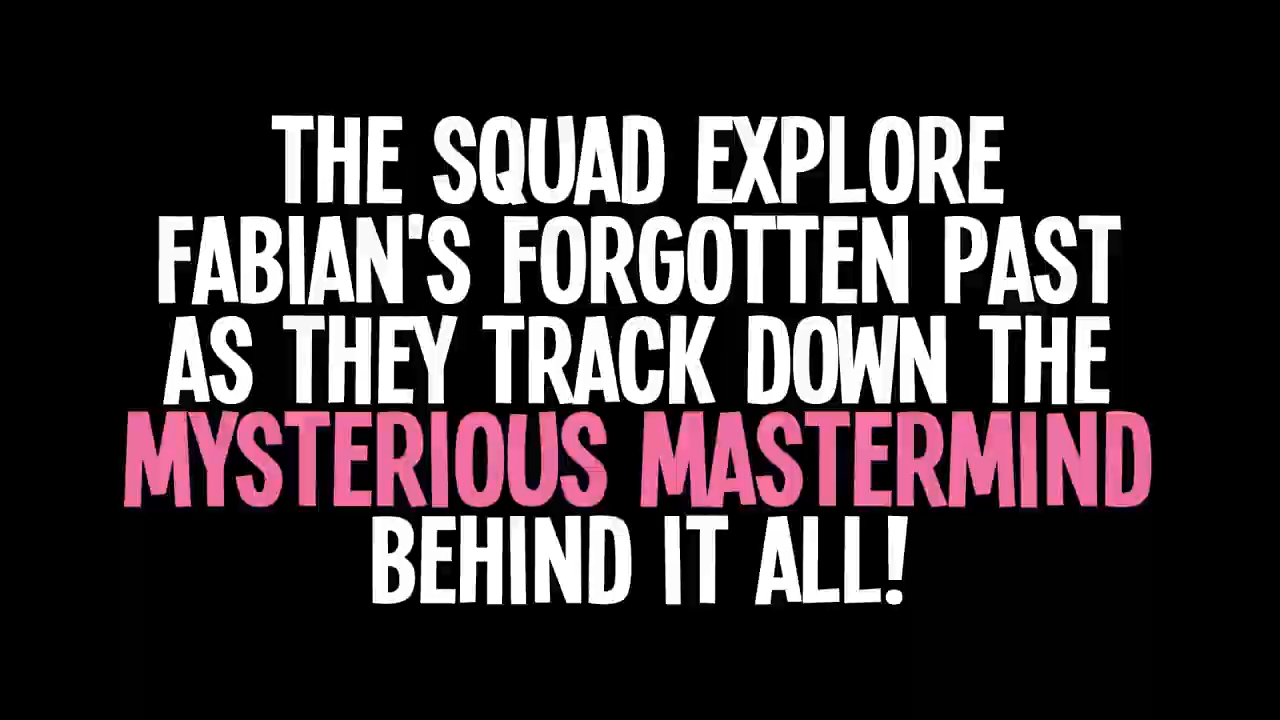 THE SQUAD EXPLORE
FABIAN'S FORGOTTEN PAST
AS THEY TRACK DOWN THE
MYSTERIOUS MASTERMIND
BEHIND IT ALL!